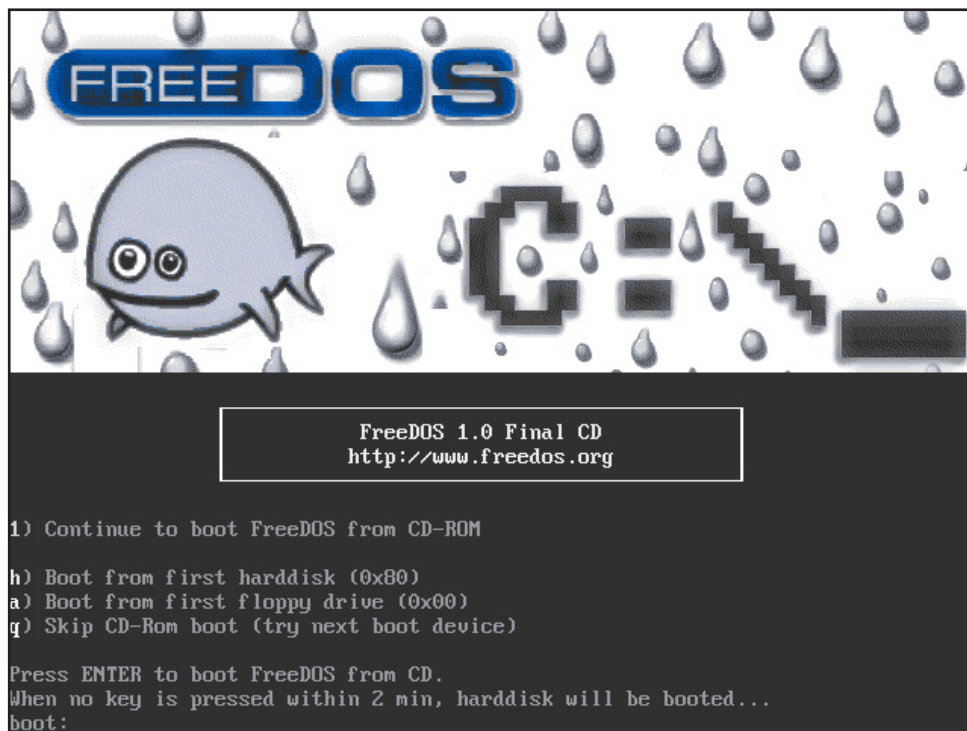 FREEDOS
C:\_
FreeDOS 1.0 Final CD
http://www.freedos.org
1) Continue to boot FreeDOS from CD-ROM
h) Boot from first harddisk (0x80)
a) Boot from first floppy drive (0x00)
q) Skip CD-Rom boot (try next boot device)
Press ENTER to boot FreeDOS from CD.
When no key is pressed within 2 min, harddisk will be booted...
boot: